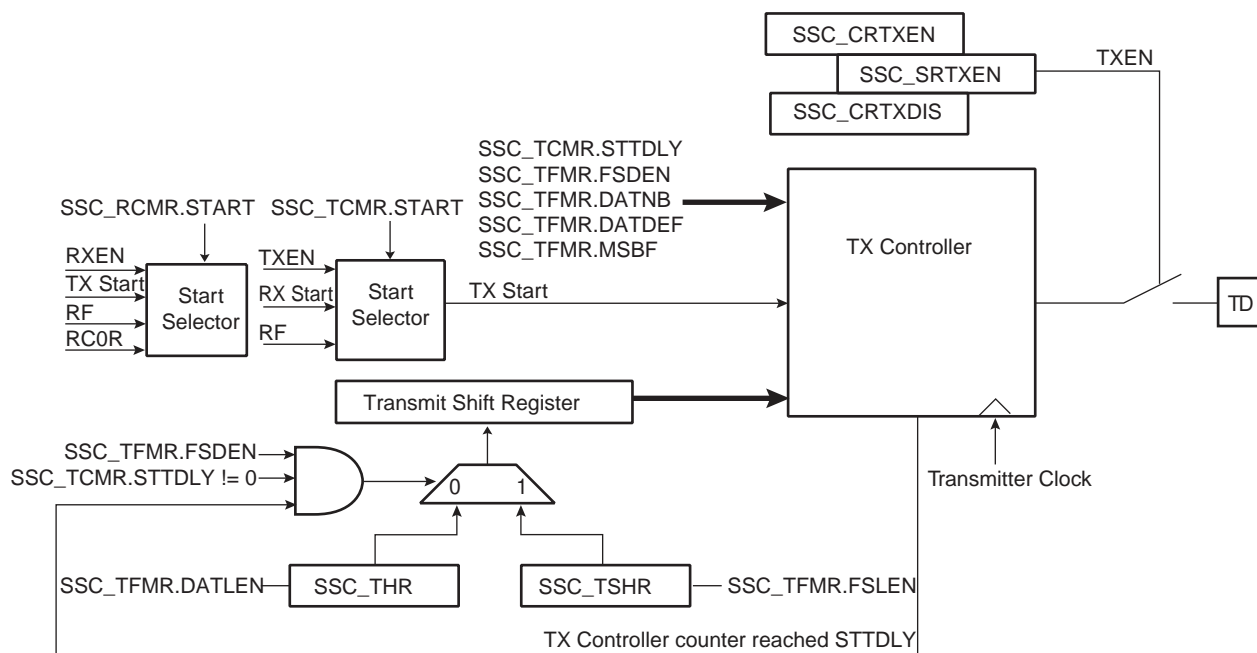 SSC_CRTXEN
SSC_SRTXEN
SSC_CRTXDIS
TXEN
SSC_TCMR.STTDLY
SSC_TFMR.FSDEN
SSC_TFMR.DATNB
SSC_TFMR.DATDEF
SSC_TFMR.MSBF
SSC_RCMR.START
SSC_TCMR.START
RXEN
TX Start
RF
RC0R
Start
Selector
TXEN
RX Start
RF
Start
Selector
TX Start
TX Controller
TD
Transmit Shift Register
SSC_TFMR.FSDEN
SSC_TCMR.STTDLY != 0
0
1
Transmitter Clock
SSC_TFMR.DATLEN
SSC_THR
SSC_TSHR
SSC_TFMR.FSLEN
TX Controller counter reached STTDLY